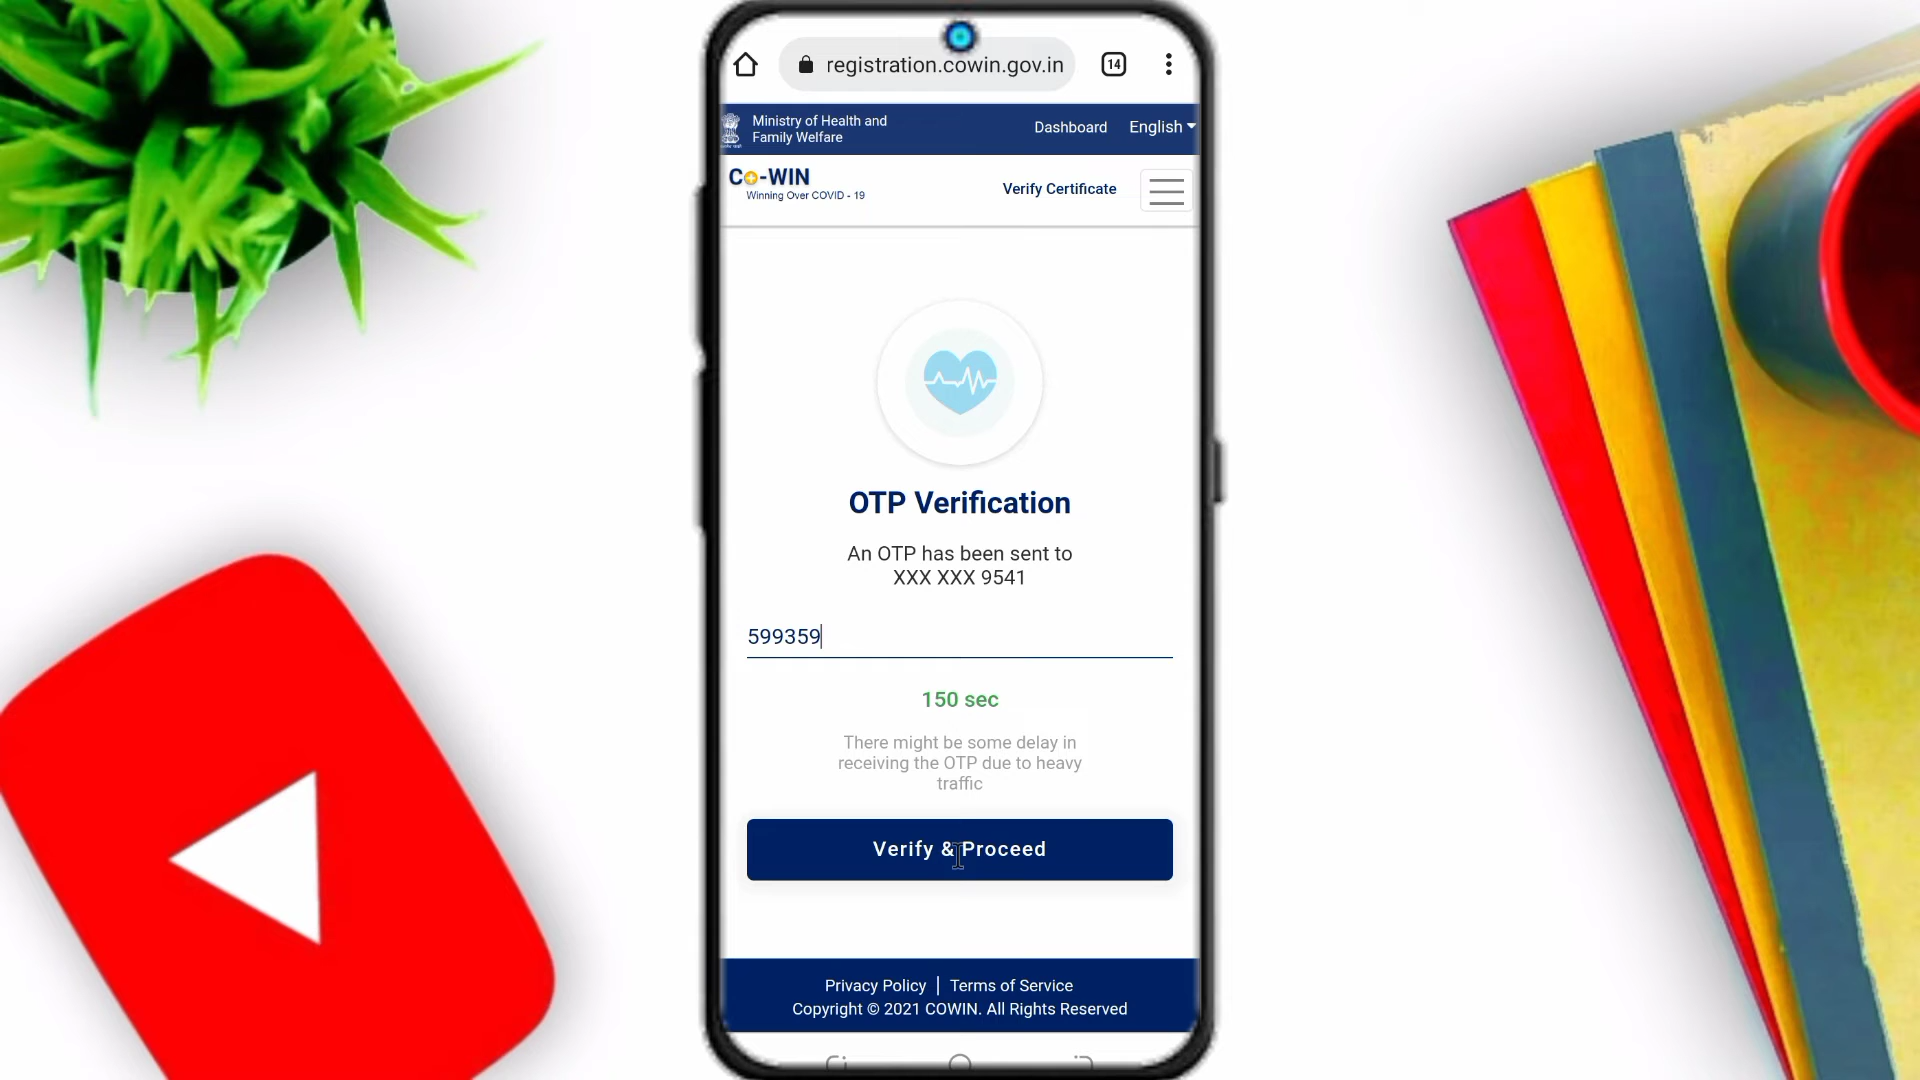 registration.cowin.gov.in
14
Ministry of Health and
Family Welfare
Dashboard
English
Co-WIN
Winning Over COVID - 19
Verify Certificate
OTP Verification
An OTP has been sent to
XXX XXX 9541
599359
150 sec
There might be some delay in
receiving the OTP due to heavy
traffic
Verify & Proceed
Privacy Policy | Terms of Service
Copyright © 2021 COWIN. All Rights Reserved